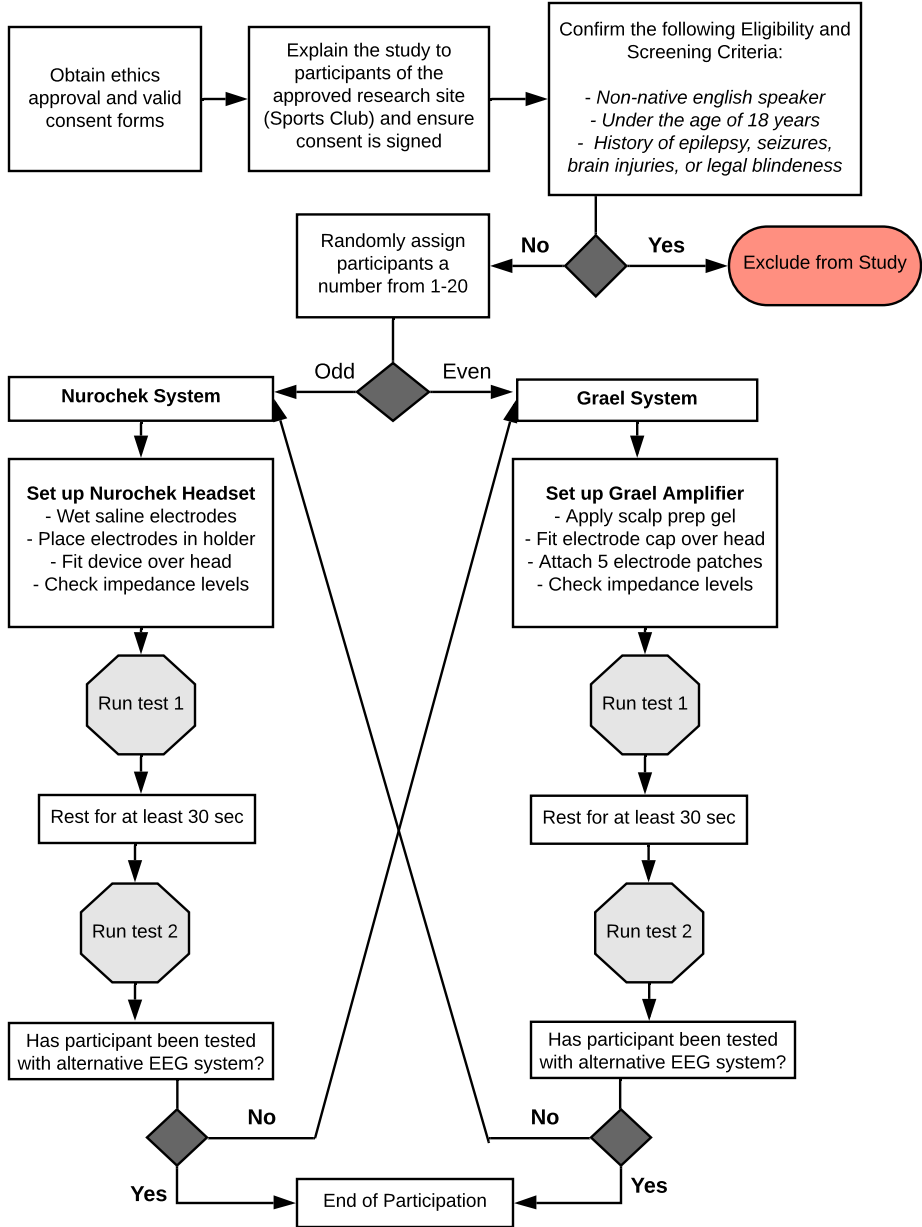 Obtain ethics
approval and valid
consent forms
Explain the study to
participants of the
approved research site
(Sports Club) and ensure
consent is signed
Confirm the following Eligibility and
Screening Criteria:
- Non-native english speaker
- Under the age of 18 years
- History of epilepsy, seizures,
brain injuries, or legal blindeness
No
Yes
Exclude from Study
Randomly assign
participants a
number from 1-20
Odd
Even
Nurochek System
Grael System
Set up Nurochek Headset
- Wet saline electrodes
- Place electrodes in holder
- Fit device over head
- Check impedance levels
Set up Grael Amplifier
- Apply scalp prep gel
- Fit electrode cap over head
- Attach 5 electrode patches
- Check impedance levels
Run test 1
Run test 1
Rest for at least 30 sec
Rest for at least 30 sec
Run test 2
Run test 2
Has participant been tested
with alternative EEG system?
Has participant been tested
with alternative EEG system?
No
No
Yes
Yes
End of Participation